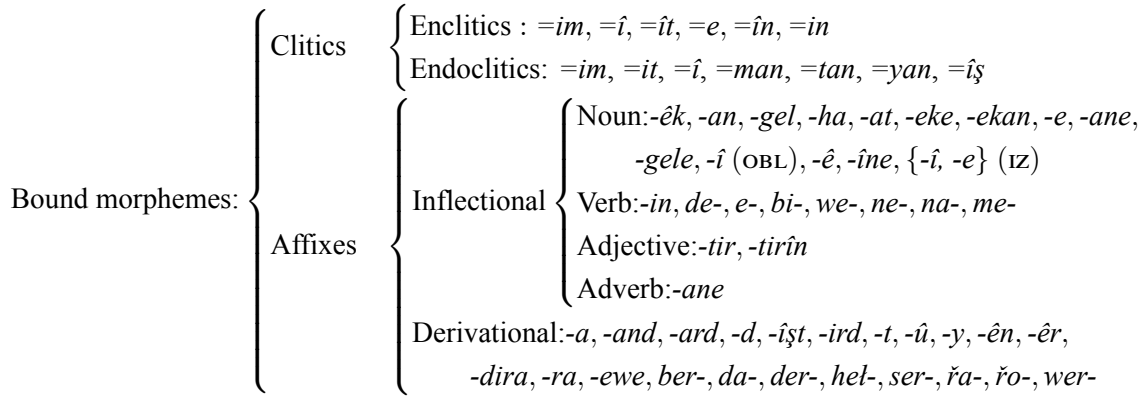 Enclitics : =im, =î, =ît, =e, =în, =in
Clitics
Endoclitics: =im, =it, =î, =man, =tan, =yan, =îş
Noun:-êk, -an, -gel, -ha, -at, -eke, -ekan, -e, -ane,
-gele, -î (OBL), -ê, -îne, {-î, -e} (IZ)
Bound morphemes:
Inflectional
Verb:-in, de-, e-, bi-, we-, ne-, na-, me-
Affixes
Adjective:-tir, -tirîn
Adverb:-ane
Derivational:-a, -and, -ard, -d, -îşt, -ird, -t, -û, -y, -ên, -êr,
-dira, -ra, -ewe, ber-, da-, der-, heł-, ser-, řa-, řo-, wer-